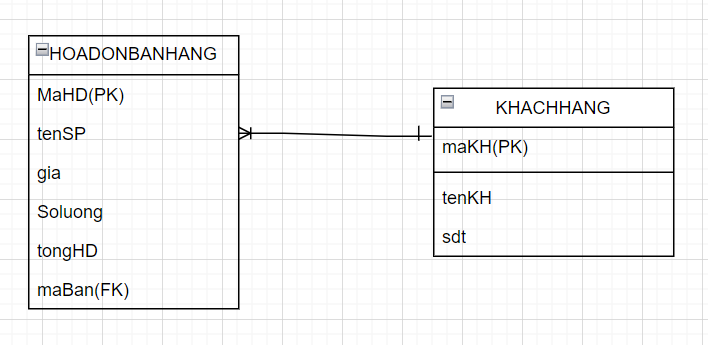 HOADONBANHANG
MaHD(PK)
tenSP
gia
Soluong
tongHD
maBan(FK)
KHACHHANG
maKH(PK)
tenKH
sdt